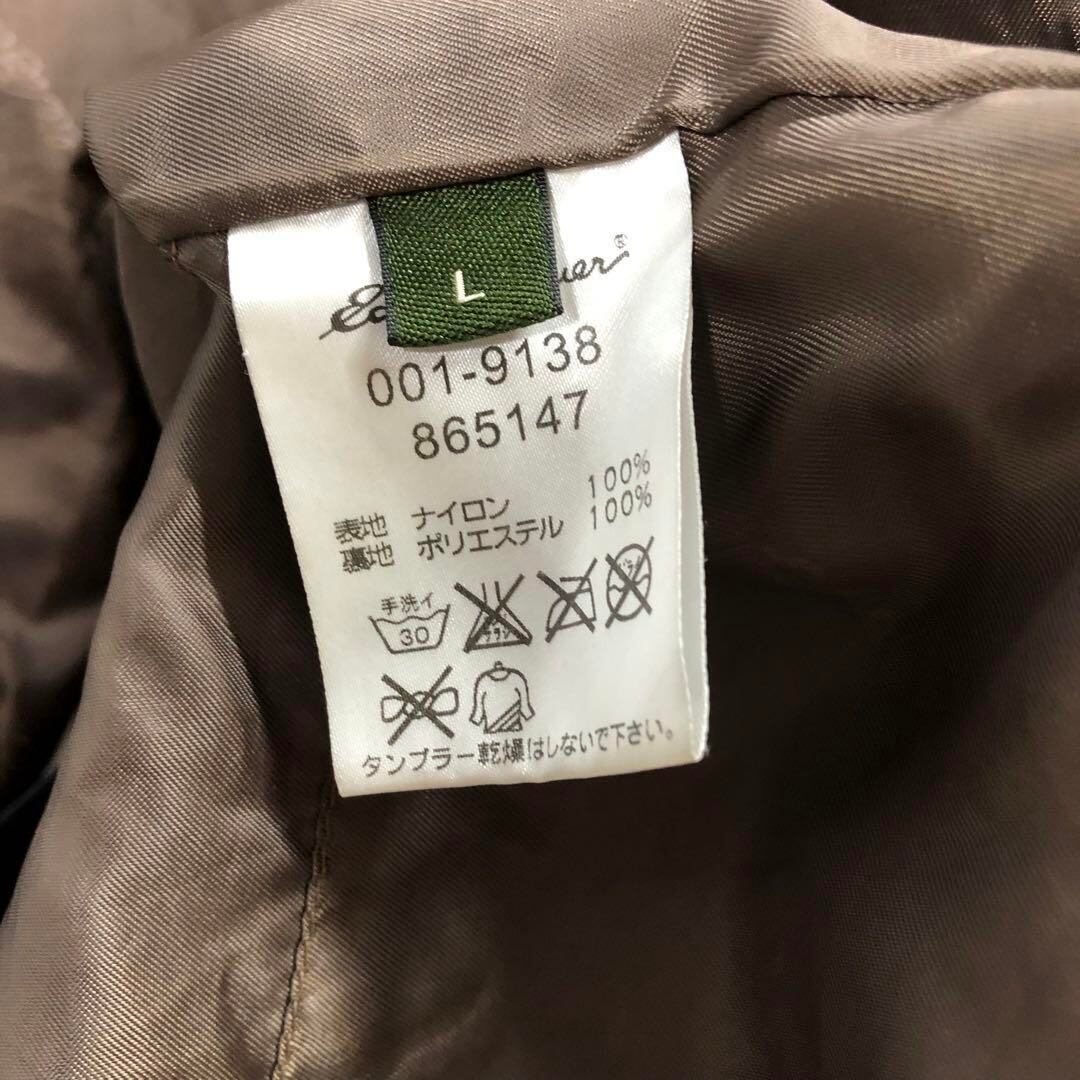 L
®
001-9138
865147
表地 ナイロン 100%
裏地 ポリエステル 100%
手洗イ
30
タンブラー乾燥はしないで下さい。